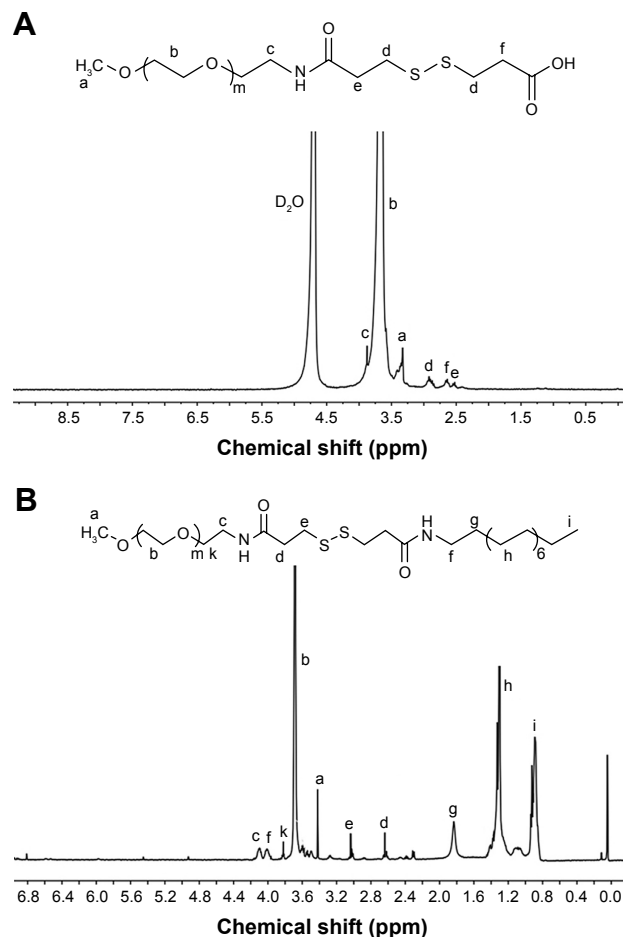 A
O
b
c
d
f
H3C
O
O
N
H
S
S
OH
a
m
e
d
O
D2O
b
c
a
d
f
e
8.5 7.5 6.5 5.5 4.5 3.5 2.5 1.5 0.5
Chemical shift (ppm)
B
a
c
O
e
H
g
i
H3C
O
O
N
H
S
S
N
b
m
k
d
O
f
h
6
b
h
i
a
g
c
f
k
e
d
6.8 6.4 6.0 5.6 5.2 4.8 4.4 4.0 3.6 3.2 2.8 2.4 2.0 1.6 1.2 0.8 0.4 0.0
Chemical shift (ppm)